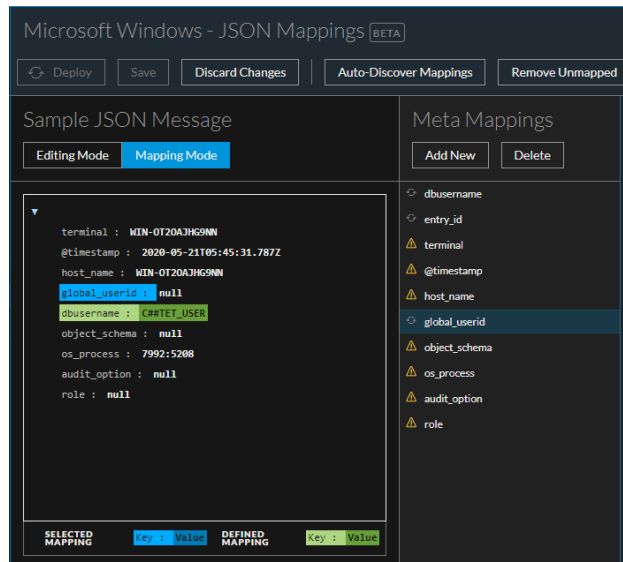 Microsoft Windows - JSON Mappings BETA
Deploy Save Discard Changes Auto-Discover Mappings Remove Unmapped
Sample JSON Message
Editing Mode Mapping Mode
terminal : WIN-OT2OAJHG9NN
@timestamp : 2020-05-21T05:45:31.787Z
host_name : WIN-OT2OAJHG9NN
global_userid : null
dbusername : C##TET_USER
object_schema : null
os_process : 7992:5208
audit_option : null
role : null
SELECTED MAPPING Key : Value DEFINED MAPPING Key : Value
Meta Mappings
Add New Delete
dbusername
entry_id
terminal
@timestamp
host_name
global_userid
object_schema
os_process
audit_option
role